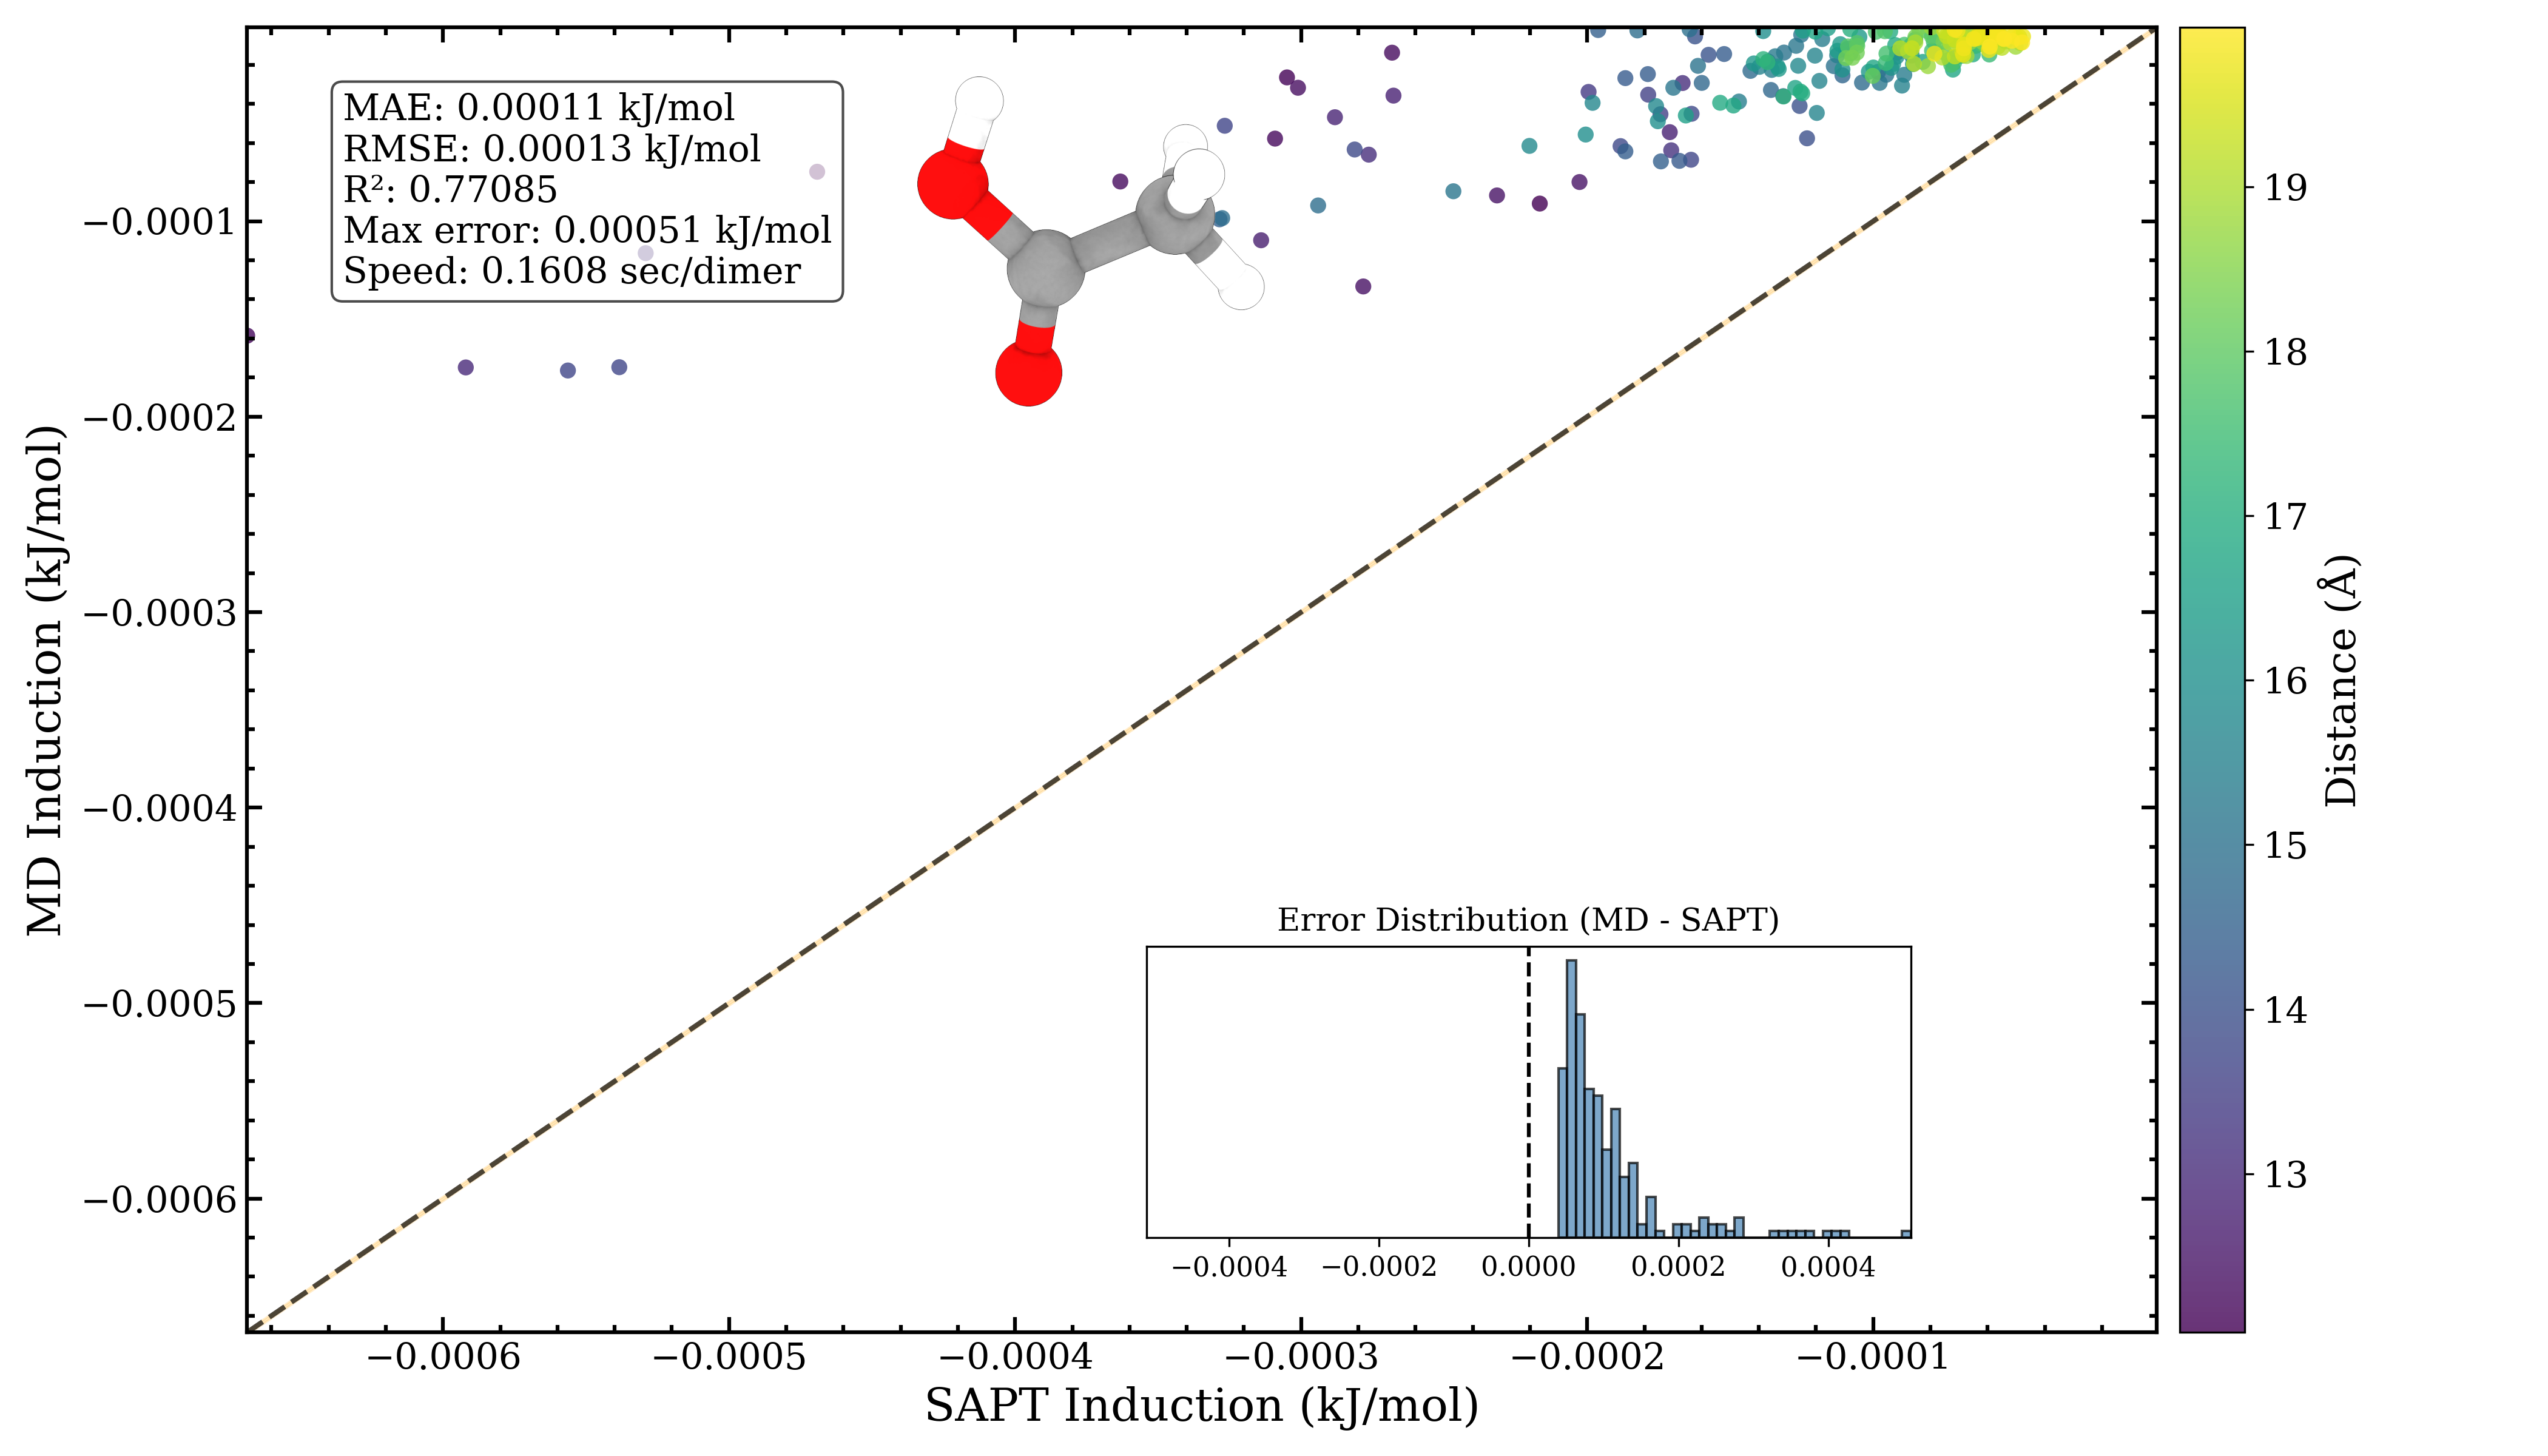 MAE: 0.00011 kJ/mol
RMSE: 0.00013 kJ/mol
R²: 0.77085
Max error: 0.00051 kJ/mol
Speed: 0.1608 sec/dimer
MD Induction (kJ/mol)
−0.0001
−0.0002
−0.0003
−0.0004
−0.0005
−0.0006
Error Distribution (MD - SAPT)
−0.0004
−0.0002
0.0000
0.0002
0.0004
−0.0006
−0.0005
−0.0004
−0.0003
−0.0002
−0.0001
SAPT Induction (kJ/mol)
19
18
17
16
15
14
13
Distance (Å)